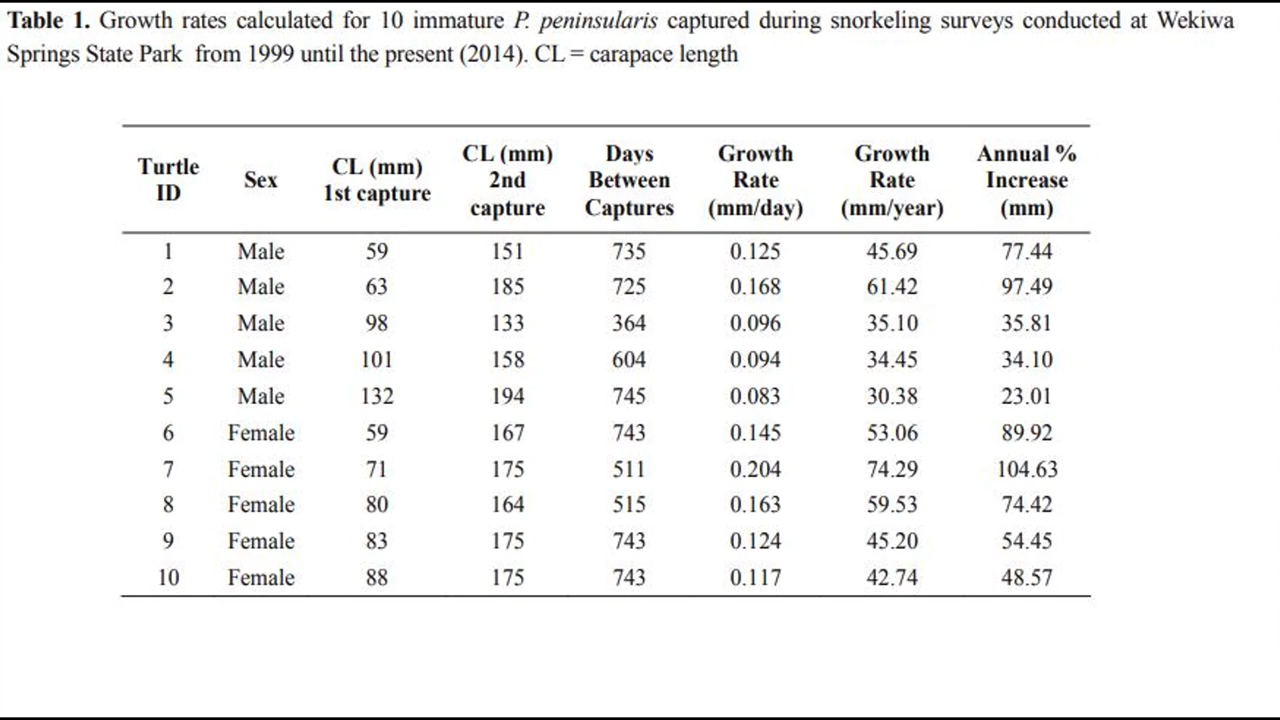 Table 1. Growth rates calculated for 10 immature P. peninsularis captured during snorkeling surveys conducted at Wekiwa
Springs State Park from 1999 until the present (2014). CL = carapace length
Turtle ID Sex CL (mm) 1st capture CL (mm) 2nd capture Days Between Captures Growth Rate (mm/day) Growth Rate (mm/year) Annual % Increase (mm)
1 Male 59 151 735 0.125 45.69 77.44
2 Male 63 185 725 0.168 61.42 97.49
3 Male 98 133 364 0.096 35.10 35.81
4 Male 101 158 604 0.094 34.45 34.10
5 Male 132 194 745 0.083 30.38 23.01
6 Female 59 167 743 0.145 53.06 89.92
7 Female 71 175 511 0.204 74.29 104.63
8 Female 80 164 515 0.163 59.53 74.42
9 Female 83 175 743 0.124 45.20 54.45
10 Female 88 175 743 0.117 42.74 48.57